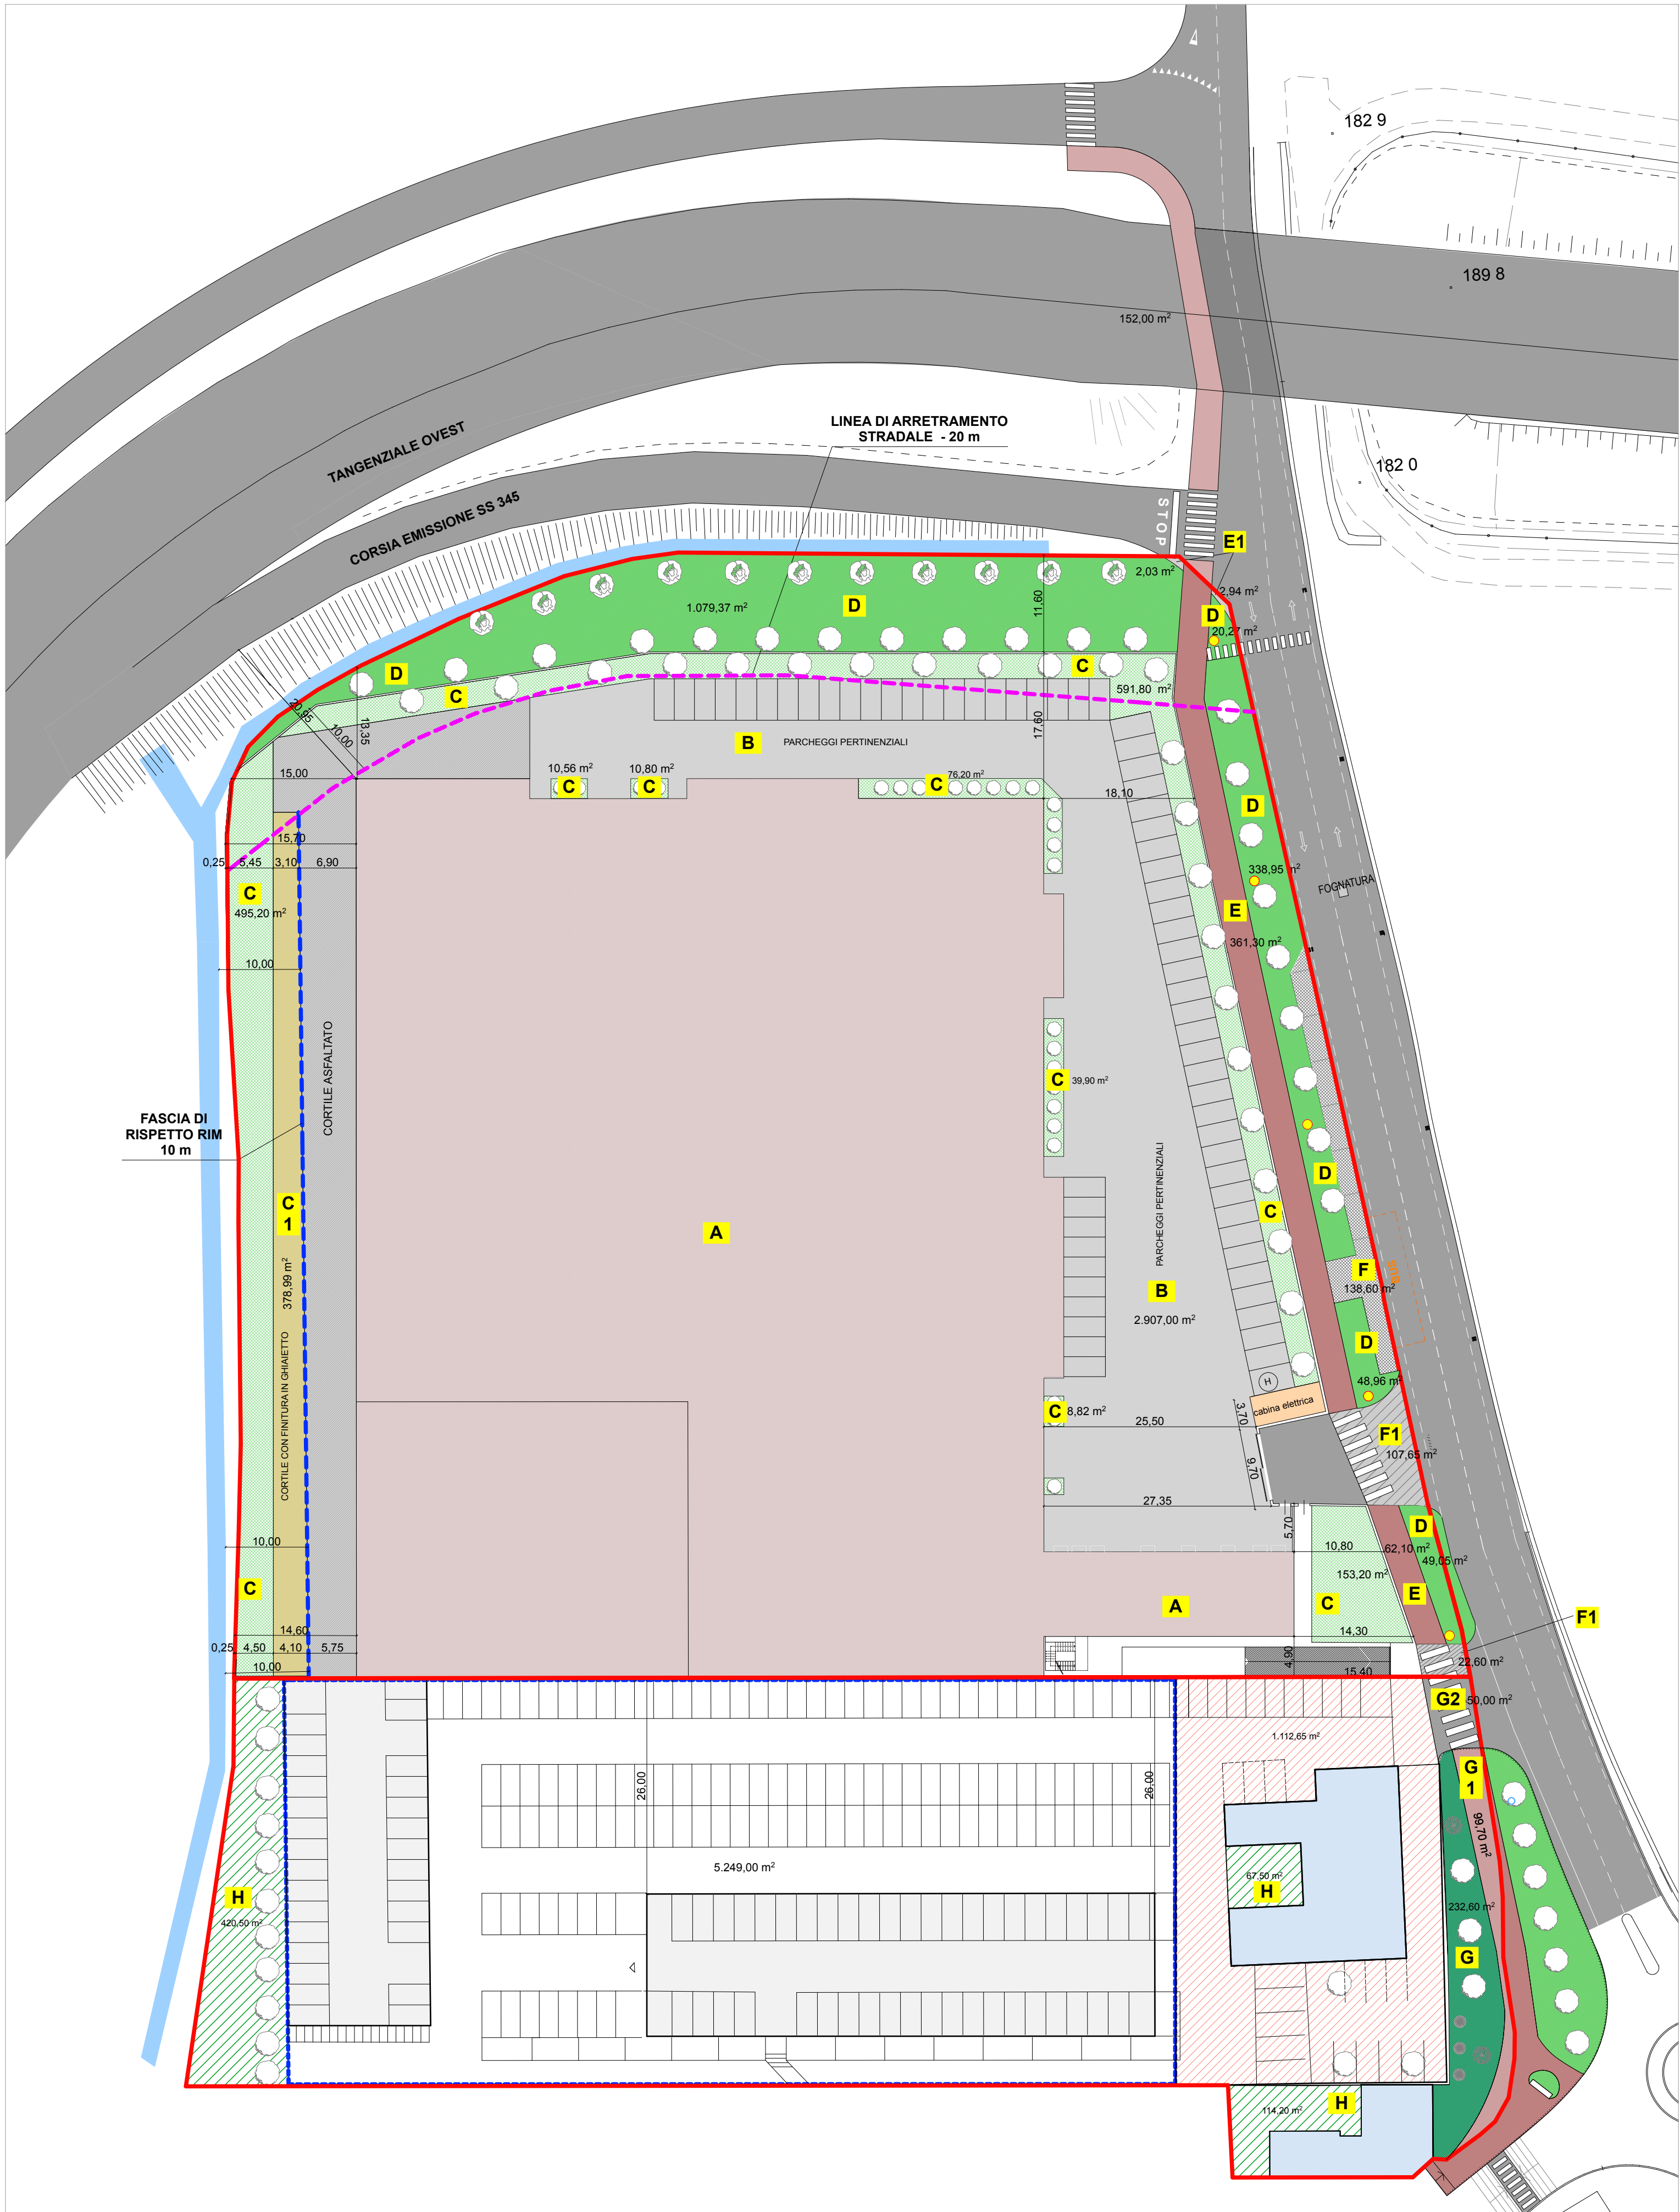 182 9
189 8
152,00 m²
TANGENZIALE OVEST
LINEA DI ARRETRAMENTO
STRADALE - 20 m
182 0
CORSIA EMISSIONE SS 345
STOP
E1
2,03 m²
2,94 m²
1.079,37 m²
D
11,60
D
20,27 m²
D
C
C
591,80 m²
20,95
10,00
13,35
17,60
B
PARCHEGGI PERTINENZIALI
15,00
10,56 m²
10,80 m²
76,20 m²
C
C
C
18,10
D
15,70
0,25
5,45
3,10
6,90
338,95 m²
FOGNATURA
C
495,20 m²
E
361,30 m²
10,00
CORTILE ASFALTATO
C
39,90 m²
FASCIA DI
RISPETTO RIM
10 m
PARCHEGGI PERTINENZIALI
D
C
1
C
A
378,99 m²
F
138,60 m²
BUS
B
2.907,00 m²
D
CORTILE CON FINITURA IN GHIAIETTO
H
48,96 m²
cabina elettrica
3,70
C
8,82 m²
25,50
F1
107,65 m²
9,70
27,35
5,70
D
10,00
10,80
62,10 m²
49,05 m²
153,20 m²
C
E
C
A
F1
14,60
14,30
0,25
4,50
4,10
5,75
4,90
22,60 m²
10,00
15,40
G2
50,00 m²
1.112,65 m²
G
1
26,00
26,00
99,70 m²
5.249,00 m²
67,50 m²
H
H
420,50 m²
232,60 m²
G
H
114,20 m²